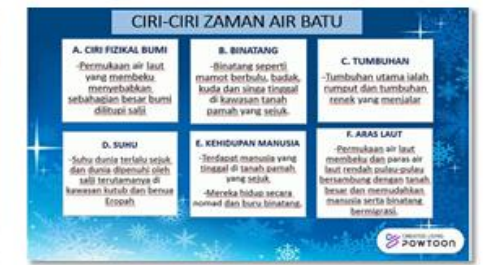 CIRI-CIRI ZAMAN AIR BATU
A. CIRI FIZIKAL BUMI
-Permukaan air laut
yang membeku
menyebabkan
sebahagian besar bumi
dilitupi salji
B. BINATANG
-Binatang seperti
mamot berbulu, badak,
kuda dan singa tinggal
di kawasan tanah
pamah yang sejuk.
C. TUMBUHAN
-Tumbuhan utama ialah
rumput dan tumbuhan
renek yang menjalar
D. SUHU
-Suhu dunia terlalu sejuk
dan dunia dipenuhi oleh
salji terutamanya di
kawasan kutub dan benua
Eropah
E. KEHIDUPAN MANUSIA
-Terdapat manusia yang
tinggal di tanah pamah
yang sejuk.
-Mereka hidup secara
nomad dan buru binatang.
F. ARAS LAUT
-Permukaan air laut
membeku dan paras air
laut rendah pulau-pulau
bersambung dengan tanah
besar dan memudahkan
manusia serta binatang
bermigrasi.
CREATED USING
POWTOON